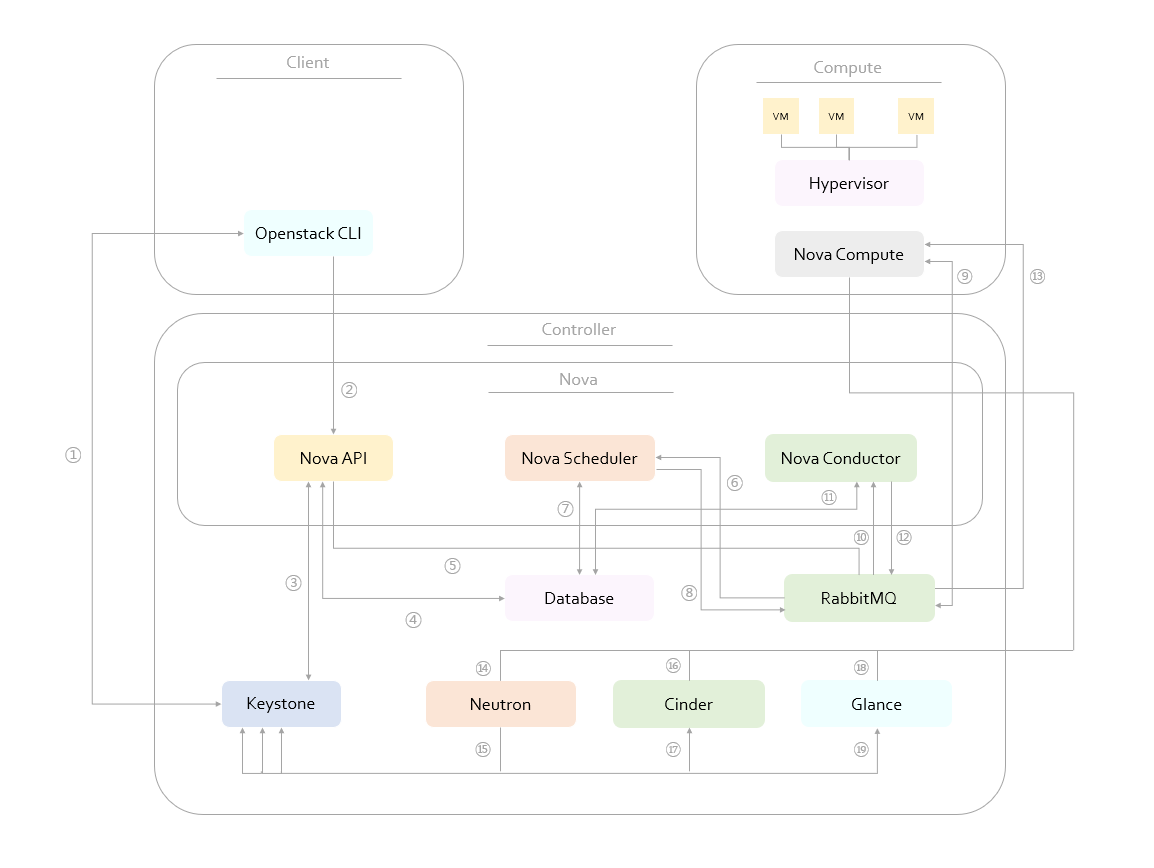 Client
Compute
VM VM VM
Hypervisor
Openstack CLI
Nova Compute
⑨ ⑬
Controller
Nova
②
①
Nova API
Nova Scheduler
Nova Conductor
⑥
⑪
⑦
⑩ ⑫
⑤
③
⑧
Database
RabbitMQ
④
⑭ ⑯ ⑱
Keystone
Neutron
Cinder
Glance
⑮ ⑰ ⑲